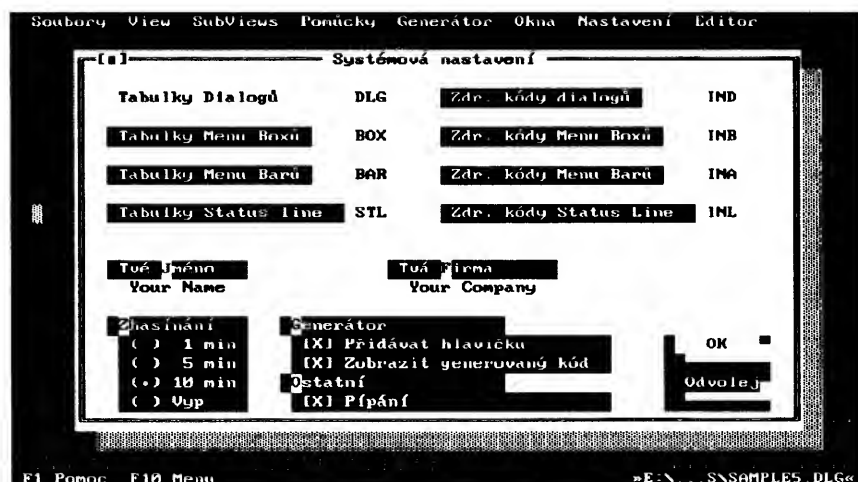 Soubory View SubViews Pomůcky Generátor Okna Nastavení Editor
Systémová nastavení
Tabulky Dialogů DLG Zdr. kódy dialogů IND
Tabulky Menu Boxů BOX Zdr. kódy Menu Boxů INB
Tabulky Menu Barů BAR Zdr. kódy Menu Barů INA
Tabulky Status line STL Zdr. kódy Status Line INL
Tvé Jméno Tvá Firma
Your Name Your Company
Zhasínání Generátor
( ) 1 min [X] Přidávat hlavičku OK
( ) 5 min [X] Zobrazit generovaný kód
(•) 10 min Ostatní Odvolej
( ) Vyp [X] Pípání
F1 Pomoc F10 Menu »E:\...S\SAMPLE5.DLG«